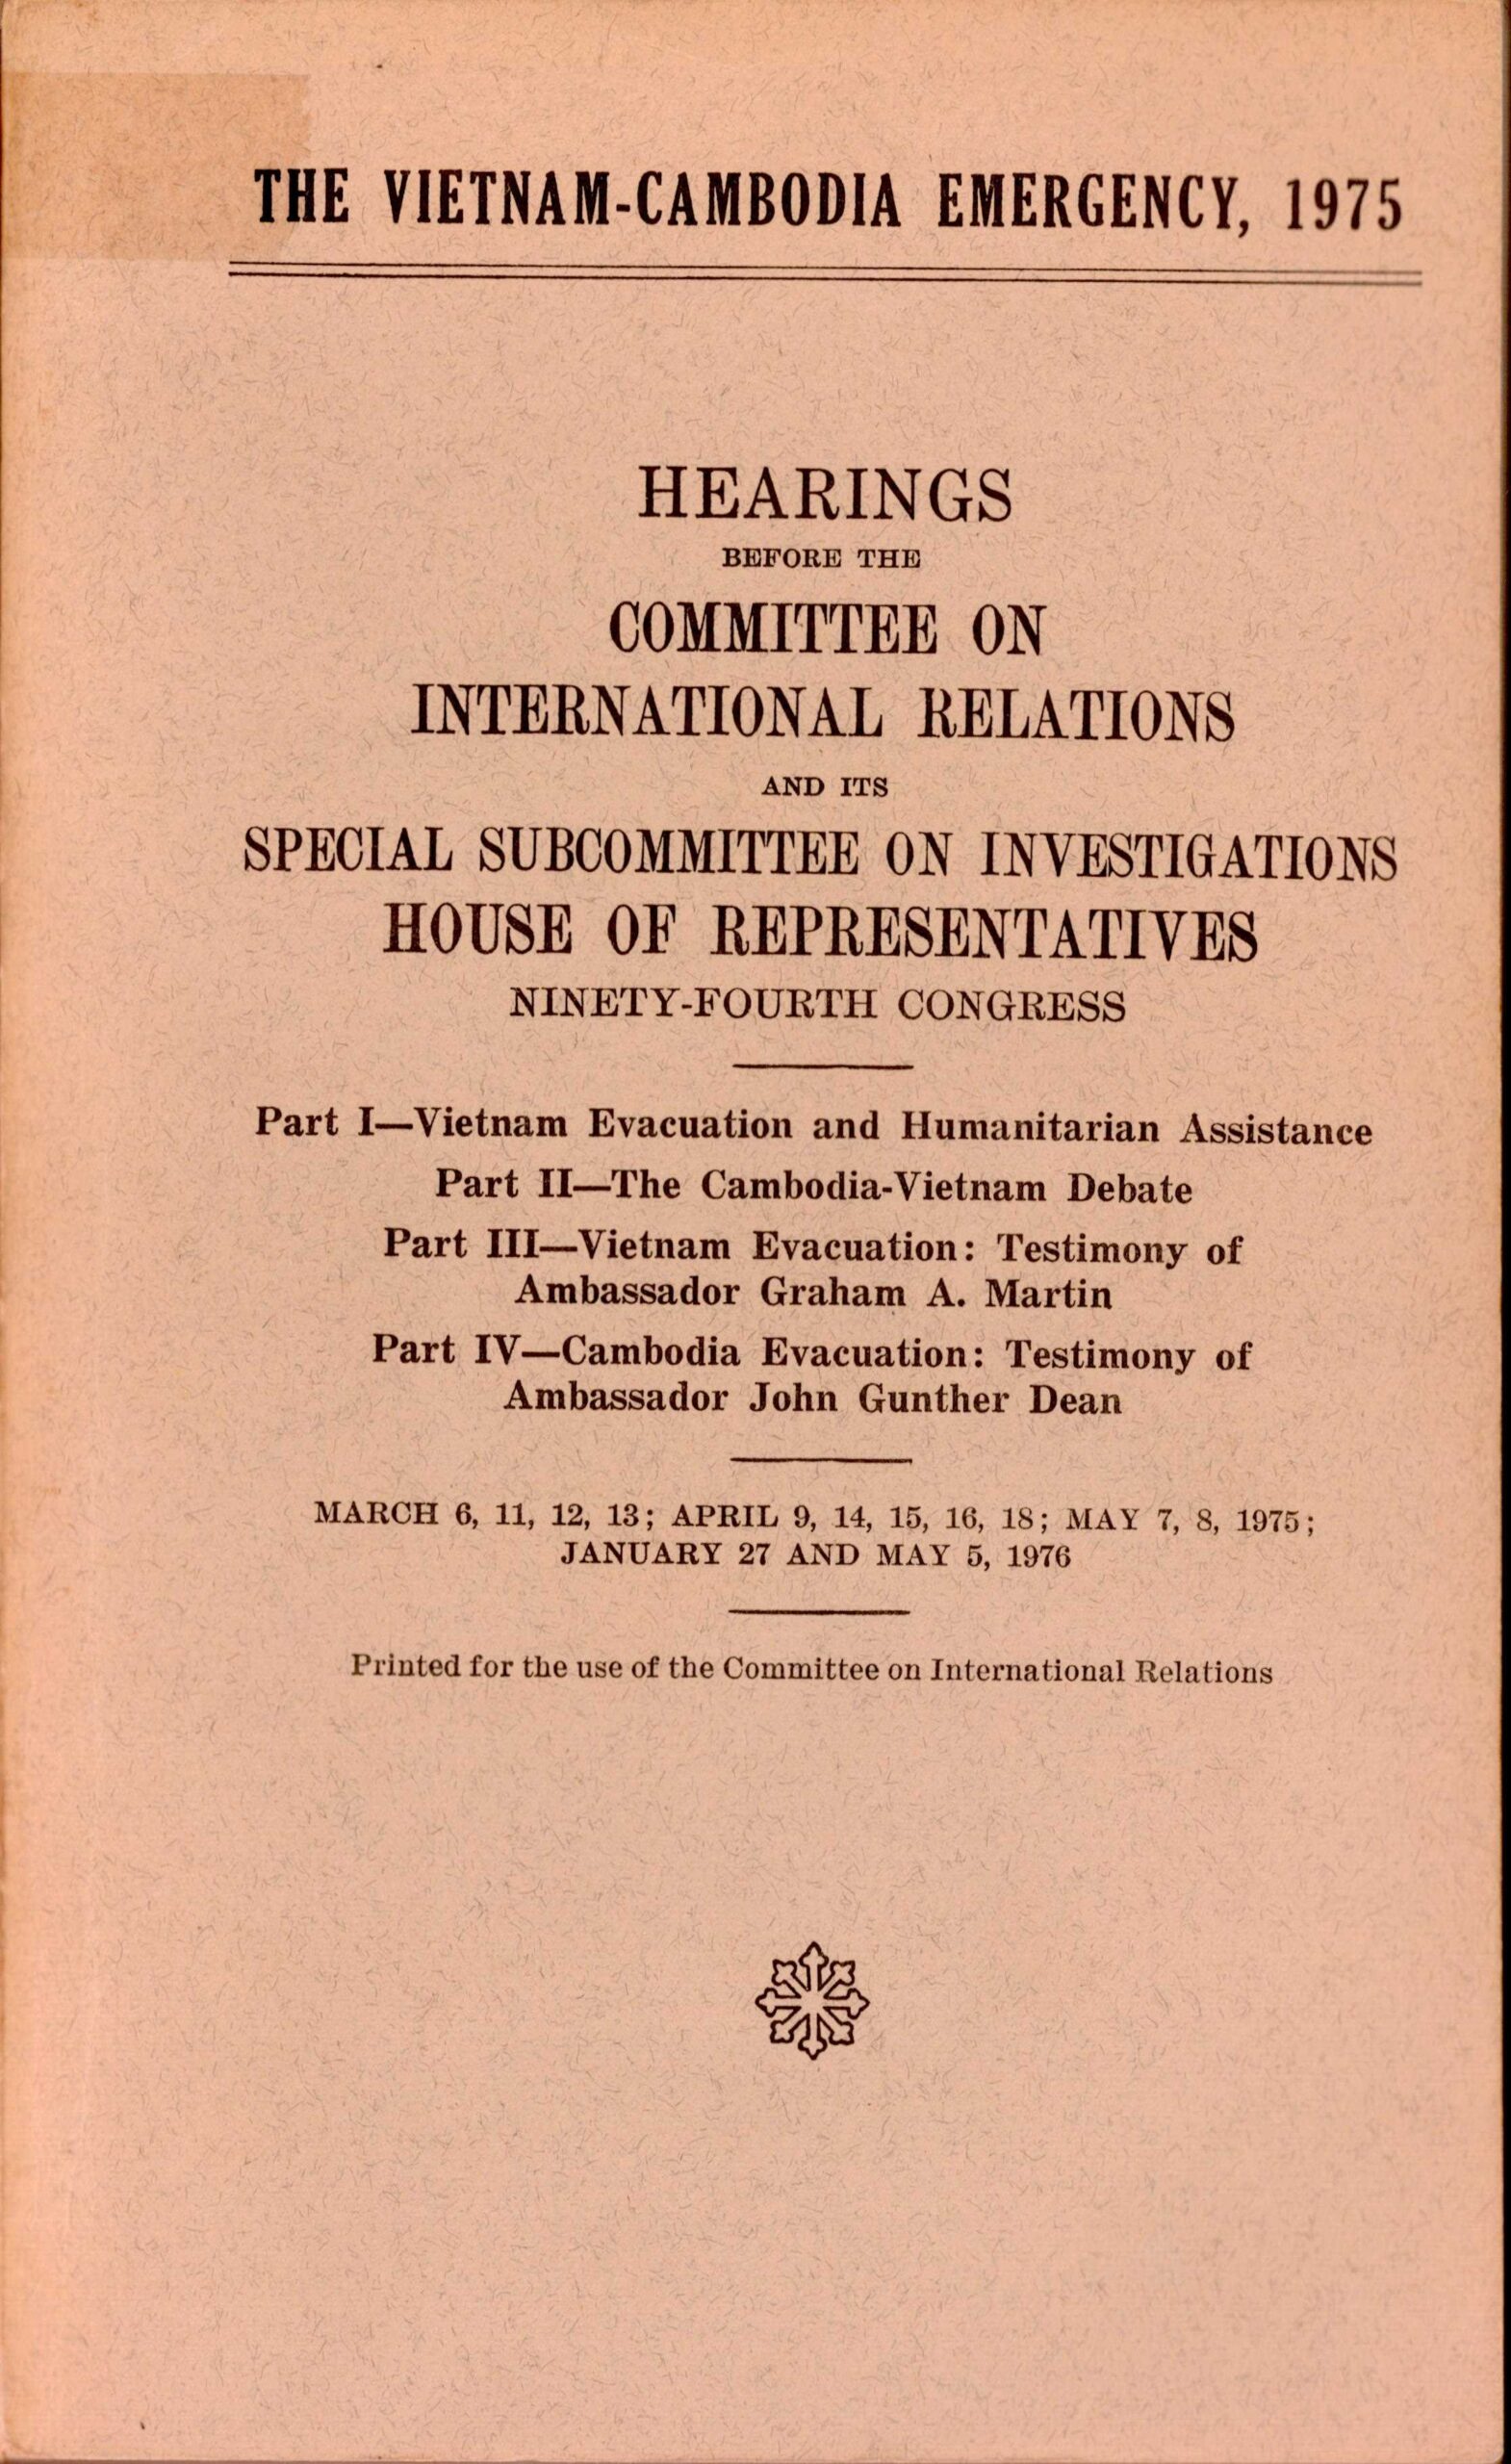 THE VIETNAM-CAMBODIA EMERGENCY, 1975
HEARINGS
BEFORE THE
COMMITTEE ON
INTERNATIONAL RELATIONS
AND ITS
SPECIAL SUBCOMMITTEE ON INVESTIGATIONS
HOUSE OF REPRESENTATIVES
NINETY-FOURTH CONGRESS
Part I—Vietnam Evacuation and Humanitarian Assistance
Part II—The Cambodia-Vietnam Debate
Part III—Vietnam Evacuation: Testimony of
Ambassador Graham A. Martin
Part IV—Cambodia Evacuation: Testimony of
Ambassador John Gunther Dean
MARCH 6, 11, 12, 13; APRIL 9, 14, 15, 16, 18; MAY 7, 8, 1975;
JANUARY 27 AND MAY 5, 1976
Printed for the use of the Committee on International Relations